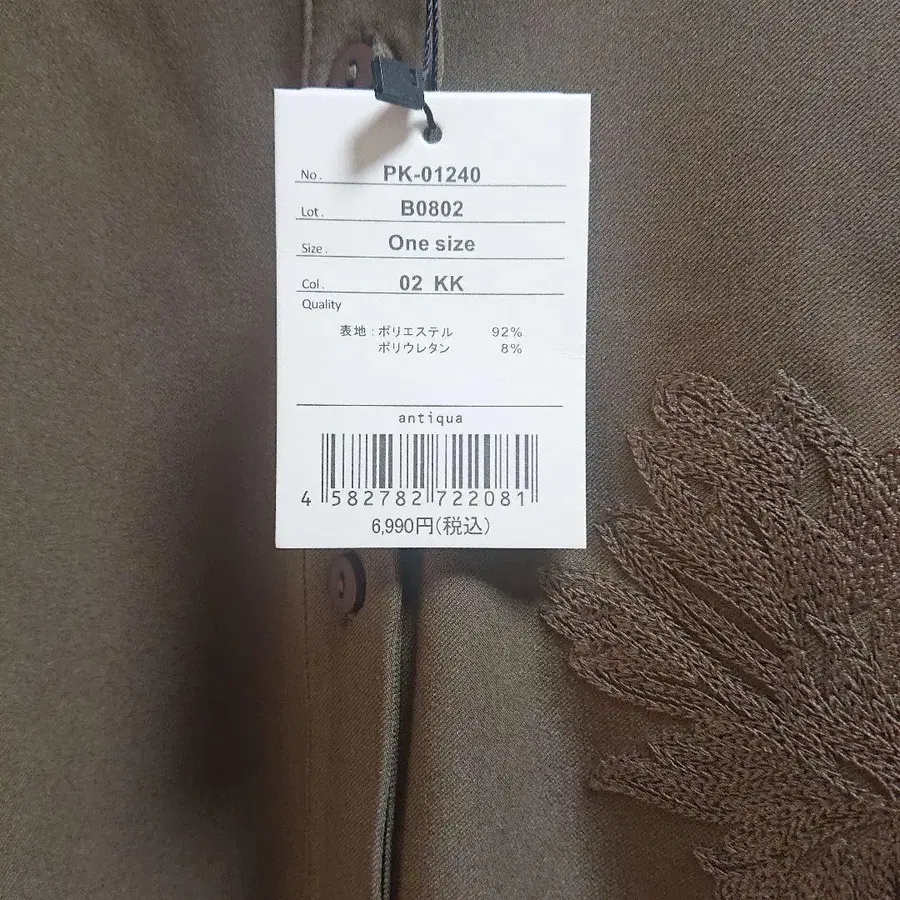 No. PK-01240
Lot. B0802
Size. One size
Col. 02 KK
Quality
表地:ポリエステル 92%
ポリウレタン 8%
antiqua
4 582782 722081
6,990円(税込)